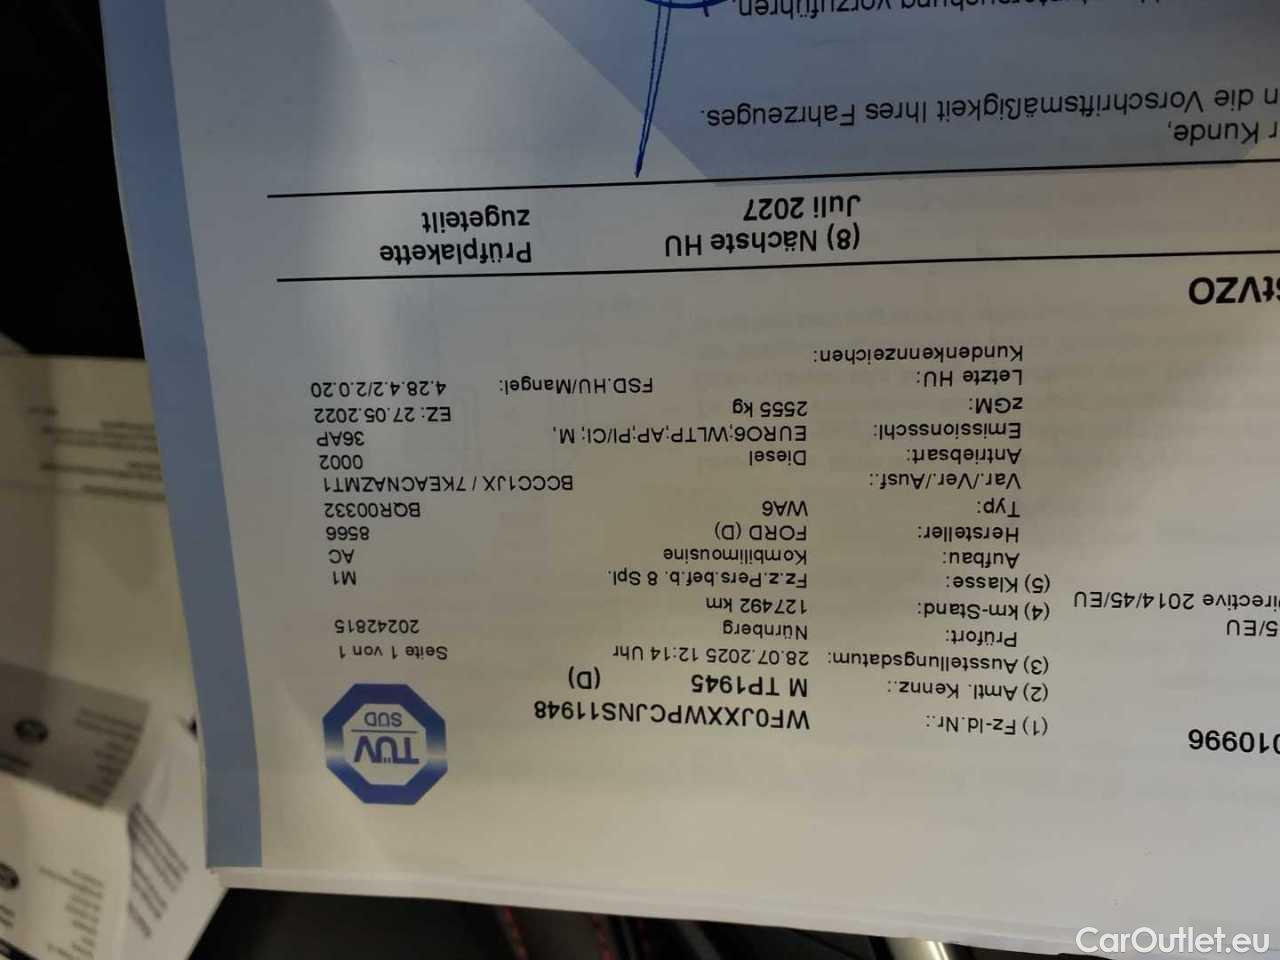 TÜV
SÜD
010996
(1) Fz-Id.Nr.: WF0JXXWPCJNS11948
(2) Amtl. Kennz.: M TP1945 (D)
(3) Ausstellungsdatum: 28.07.2025 12:14 Uhr Seite 1 von 1
Prüfort: Nürnberg 20242815
5/EU
(4) km-Stand: 127492 km
Directive 2014/45/EU
(5) Klasse: Fz.z.Pers.bef.b. 8 Spl. M1
Aufbau: Kombilimousine AC
Hersteller: FORD (D) 8566
Typ: WA6 BQR00332
Var./Ver./Ausf.: BCCC1JX / 7KEACNAZMT1
Antriebsart: Diesel 0002
Emissionsschl: EURO6;WLTP;AP;PI/CI; M, 36AP
zGM: 2555 kg EZ: 27.05.2022
Letzte HU: FSD.HU/Mangel: 4.28.4.2/2.0.20
Kundenkennzeichen:
StVZO
(8) Nächste HU Prüfplakette
Juli 2027 zugeteilt
r Kunde,
n die Vorschriftsmäßigkeit Ihres Fahrzeuges.
vorzuführen.
CarOutlet.eu